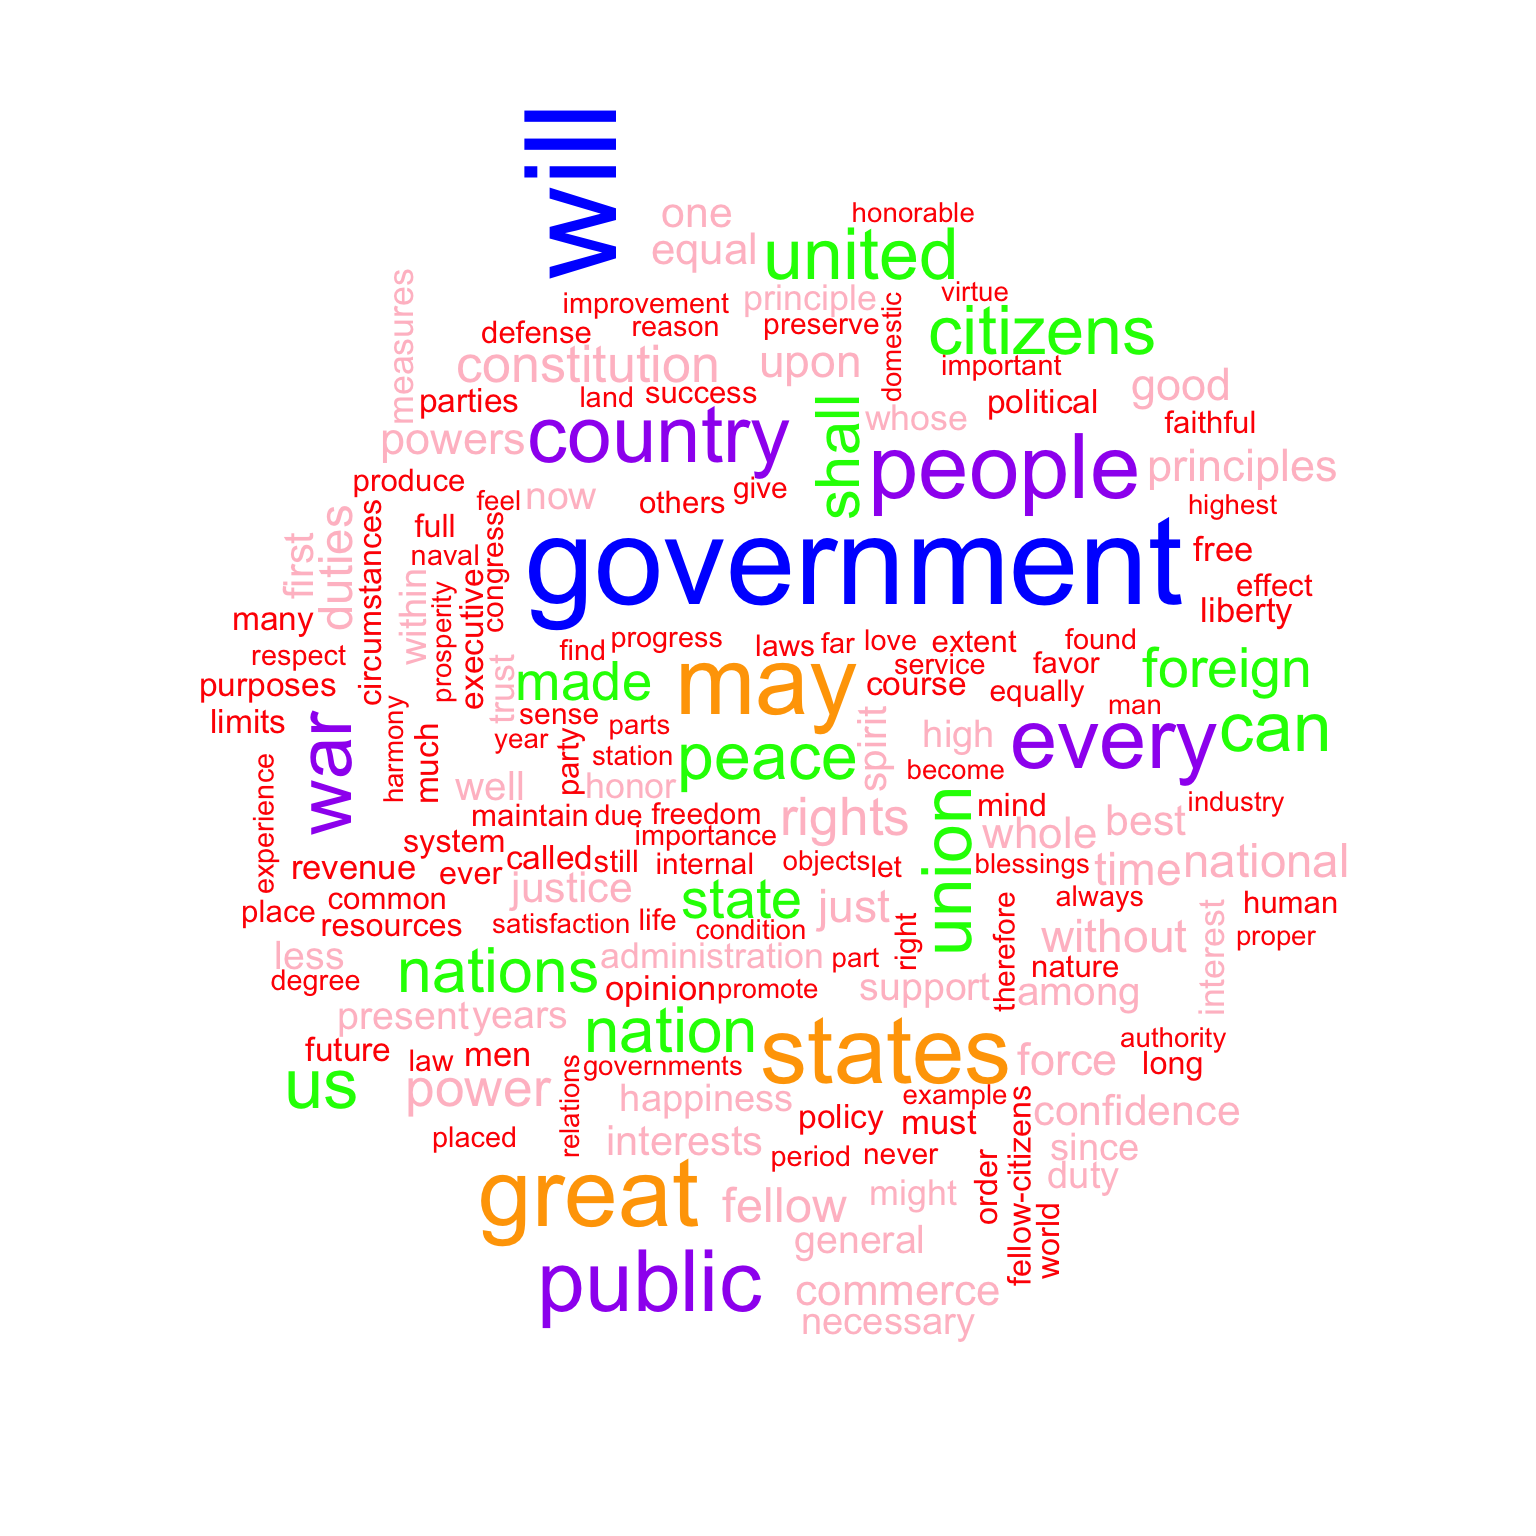 will
one
honorable
equal
united
measures
improvement
principle
domestic
virtue
defense
reason
preserve
citizens
constitution
upon
important
good
parties
land
success
whose
political
faithful
powers
country
shall
people
principles
produce
feel
now
others
give
highest
first
duties
circumstances
full
naval
congress
government
free
effect
many
within
prosperity
executive
liberty
respect
find
progress
laws
far
love
extent
found
purposes
trust
made
may
service
favor
foreign
course
equally
man
limits
war
harmony
much
sense
parts
year
party
station
peace
spirit
high
every
can
become
experience
well
honor
industry
maintain
due
freedom
rights
union
mind
best
system
importance
whole
revenue
ever
called
still
internal
objects
let
blessings
time
national
common
justice
state
just
always
human
place
resources
satisfaction
life
condition
right
therefore
without
interest
proper
less
degree
nations
administration
part
nature
opinion
promote
support
among
present
years
nation
states
authority
future
law
men
governments
force
long
us
power
relations
happiness
example
fellow-citizens
confidence
policy
must
placed
interests
period
never
order
since
duty
great
fellow
might
world
general
public
commerce
necessary